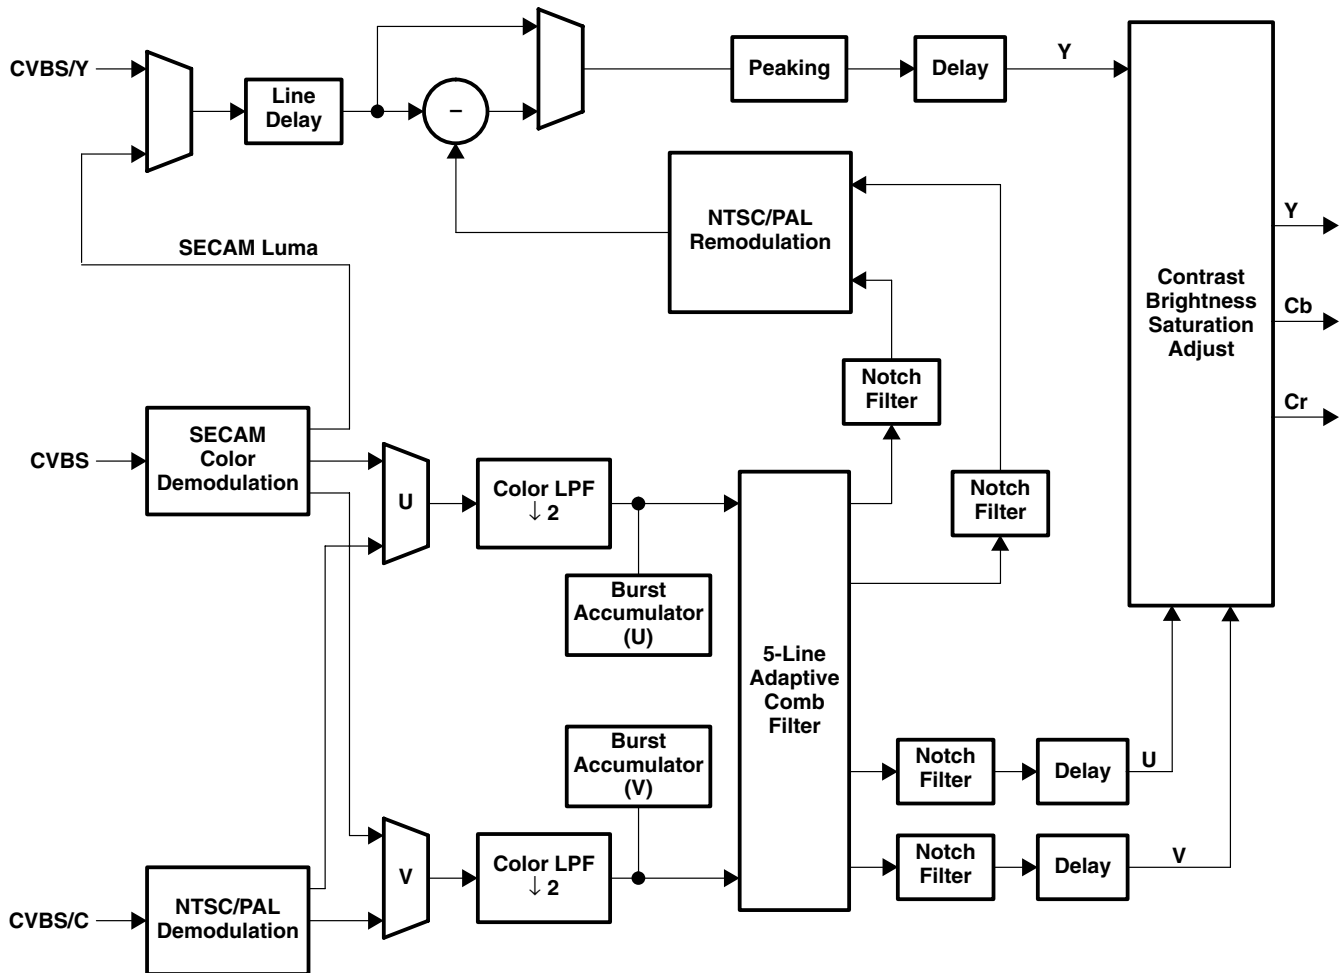 CVBS/Y
Line
Delay
–
Peaking
Delay
Y
NTSC/PAL
Remodulation
SECAM Luma
Contrast
Brightness
Saturation
Adjust
Y
Cb
Cr
Notch
Filter
Notch
Filter
CVBS
SECAM
Color
Demodulation
U
Color LPF
↓ 2
Burst
Accumulator
(U)
5-Line
Adaptive
Comb
Filter
Burst
Accumulator
(V)
Notch
Filter
Delay
U
Notch
Filter
Delay
V
CVBS/C
NTSC/PAL
Demodulation
V
Color LPF
↓ 2